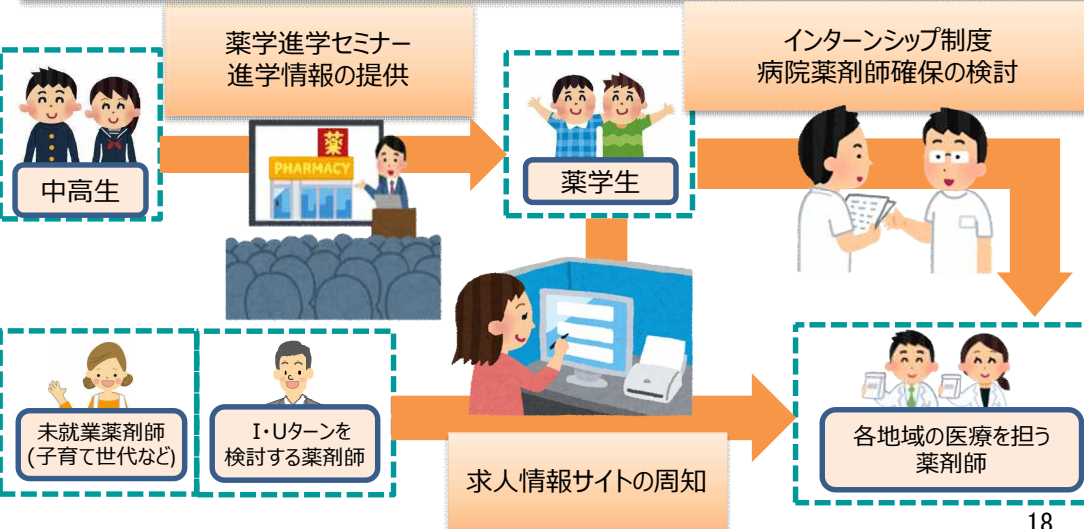 薬学進学セミナー
進学情報の提供
インターンシップ制度
病院薬剤師確保の検討
中高生
薬
PHARMACY
薬学生
未就業薬剤師
(子育て世代など)
I・Uターンを
検討する薬剤師
求人情報サイトの周知
各地域の医療を担う
薬剤師
18